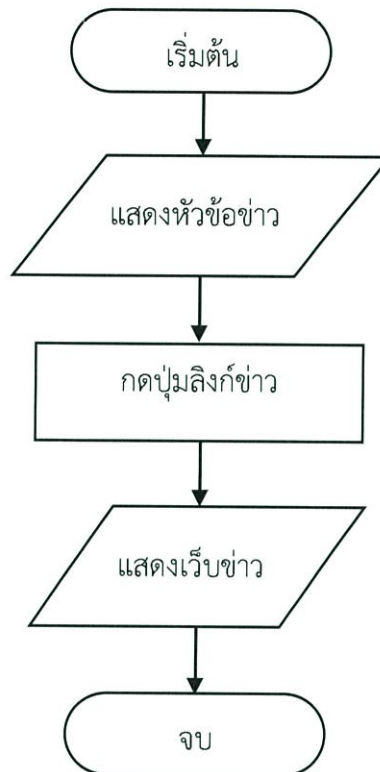 เริ่มต้น
แสดงหัวข้อข่าว
กดปุ่มลิงก์ข่าว
แสดงเว็บข่าว
จบ